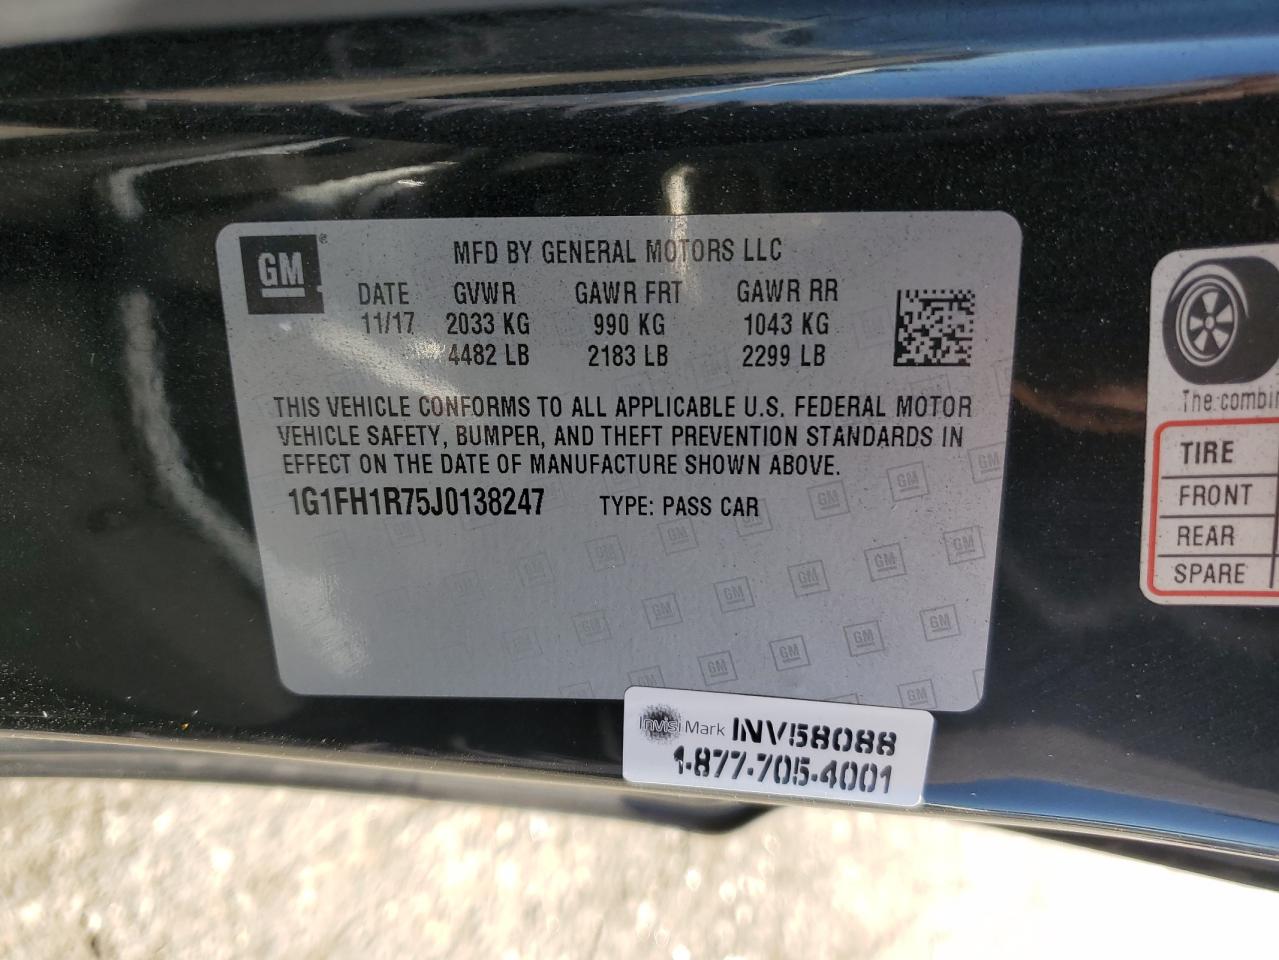 GM
MFD BY GENERAL MOTORS LLC
DATE GVWR GAWR FRT GAWR RR
11/17 2033 KG 990 KG 1043 KG
4482 LB 2183 LB 2299 LB
THIS VEHICLE CONFORMS TO ALL APPLICABLE U.S. FEDERAL MOTOR
VEHICLE SAFETY, BUMPER, AND THEFT PREVENTION STANDARDS IN
EFFECT ON THE DATE OF MANUFACTURE SHOWN ABOVE.
1G1FH1R75J0138247 TYPE: PASS CAR
InvisiMark INV58088
1-877-705-4001
The combin
TIRE
FRONT
REAR
SPARE